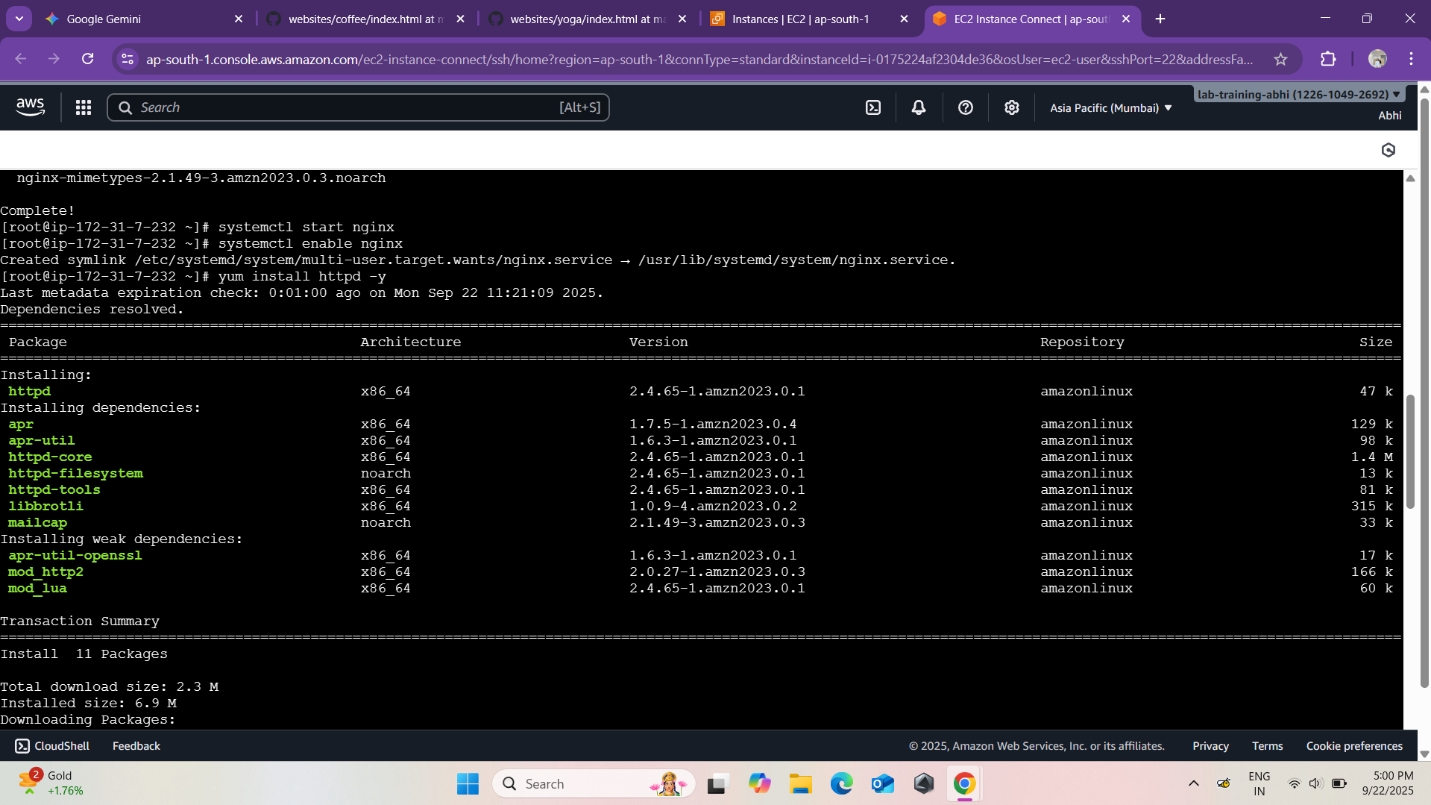 Google Gemini
websites/coffee/index.html at m
websites/yoga/index.html at ma
Instances | EC2 | ap-south-1
EC2 Instance Connect | ap-sout
ap-south-1.console.aws.amazon.com/ec2-instance-connect/ssh/home?region=ap-south-1&connType=standard&instanceId=i-0175224af2304de36&osUser=ec2-user&sshPort=22&addressFa...
aws
Search [Alt+S]
Asia Pacific (Mumbai)
lab-training-abhi (1226-1049-2692)
Abhi
nginx-mimetypes-2.1.49-3.amzn2023.0.3.noarch
Complete!
[root@ip-172-31-7-232 ~]# systemctl start nginx
[root@ip-172-31-7-232 ~]# systemctl enable nginx
Created symlink /etc/systemd/system/multi-user.target.wants/nginx.service → /usr/lib/systemd/system/nginx.service.
[root@ip-172-31-7-232 ~]# yum install httpd -y
Last metadata expiration check: 0:01:00 ago on Mon Sep 22 11:21:09 2025.
Dependencies resolved.
Package Architecture Version Repository Size
Installing:
httpd x86_64 2.4.65-1.amzn2023.0.1 amazonlinux 47 k
Installing dependencies:
apr x86_64 1.7.5-1.amzn2023.0.4 amazonlinux 129 k
apr-util x86_64 1.6.3-1.amzn2023.0.1 amazonlinux 98 k
httpd-core x86_64 2.4.65-1.amzn2023.0.1 amazonlinux 1.4 M
httpd-filesystem noarch 2.4.65-1.amzn2023.0.1 amazonlinux 13 k
httpd-tools x86_64 2.4.65-1.amzn2023.0.1 amazonlinux 81 k
libbrotli x86_64 1.0.9-4.amzn2023.0.2 amazonlinux 315 k
mailcap noarch 2.1.49-3.amzn2023.0.3 amazonlinux 33 k
Installing weak dependencies:
apr-util-openssl x86_64 1.6.3-1.amzn2023.0.1 amazonlinux 17 k
mod_http2 x86_64 2.0.27-1.amzn2023.0.3 amazonlinux 166 k
mod_lua x86_64 2.4.65-1.amzn2023.0.1 amazonlinux 60 k
Transaction Summary
Install 11 Packages
Total download size: 2.3 M
Installed size: 6.9 M
Downloading Packages:
CloudShell Feedback © 2025, Amazon Web Services, Inc. or its affiliates. Privacy Terms Cookie preferences
2
Gold
+1.76%
Search
ENG
IN
5:00 PM
9/22/2025